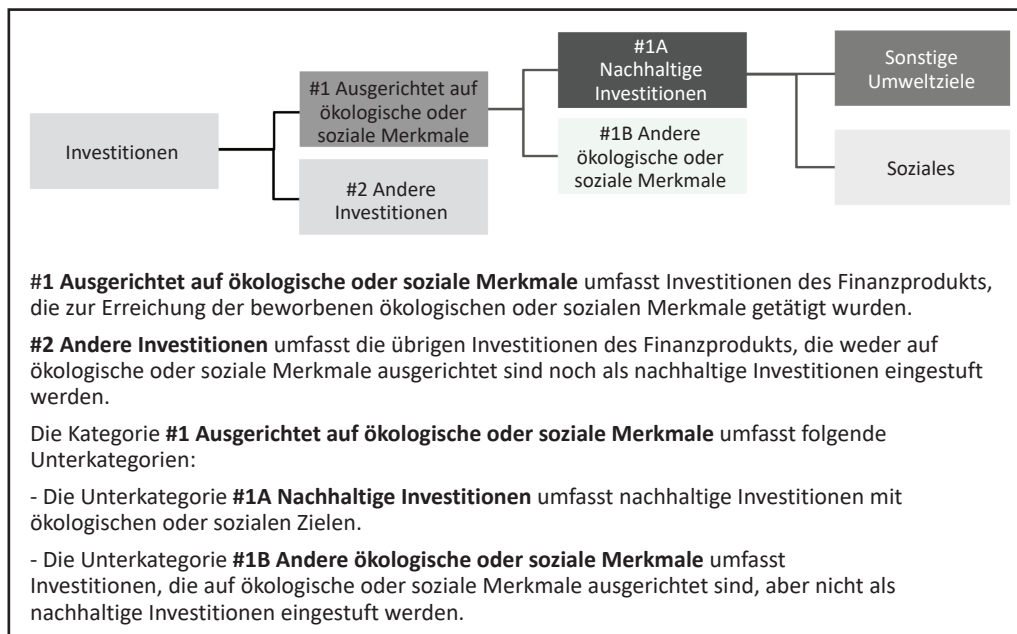 Investitionen
#1 Ausgerichtet auf
ökologische oder
soziale Merkmale
#2 Andere
Investitionen
#1A
Nachhaltige
Investitionen
#1B Andere
ökologische oder
soziale Merkmale
Sonstige
Umweltziele
Soziales
#1 Ausgerichtet auf ökologische oder soziale Merkmale umfasst Investitionen des Finanzprodukts,
die zur Erreichung der beworbenen ökologischen oder sozialen Merkmale getätigt wurden.
#2 Andere Investitionen umfasst die übrigen Investitionen des Finanzprodukts, die weder auf
ökologische oder soziale Merkmale ausgerichtet sind noch als nachhaltige Investitionen eingestuft
werden.
Die Kategorie #1 Ausgerichtet auf ökologische oder soziale Merkmale umfasst folgende
Unterkategorien:
- Die Unterkategorie #1A Nachhaltige Investitionen umfasst nachhaltige Investitionen mit
ökologischen oder sozialen Zielen.
- Die Unterkategorie #1B Andere ökologische oder soziale Merkmale umfasst
Investitionen, die auf ökologische oder soziale Merkmale ausgerichtet sind, aber nicht als
nachhaltige Investitionen eingestuft werden.